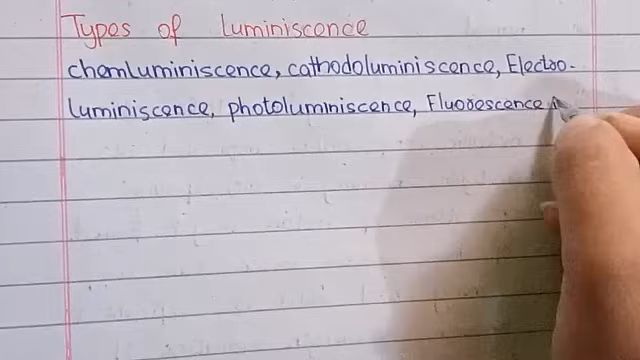 Types of luminiscence
chemluminiscence, cathodoluminiscence, Electro-
luminiscence, photoluminiscence, Fluorescence